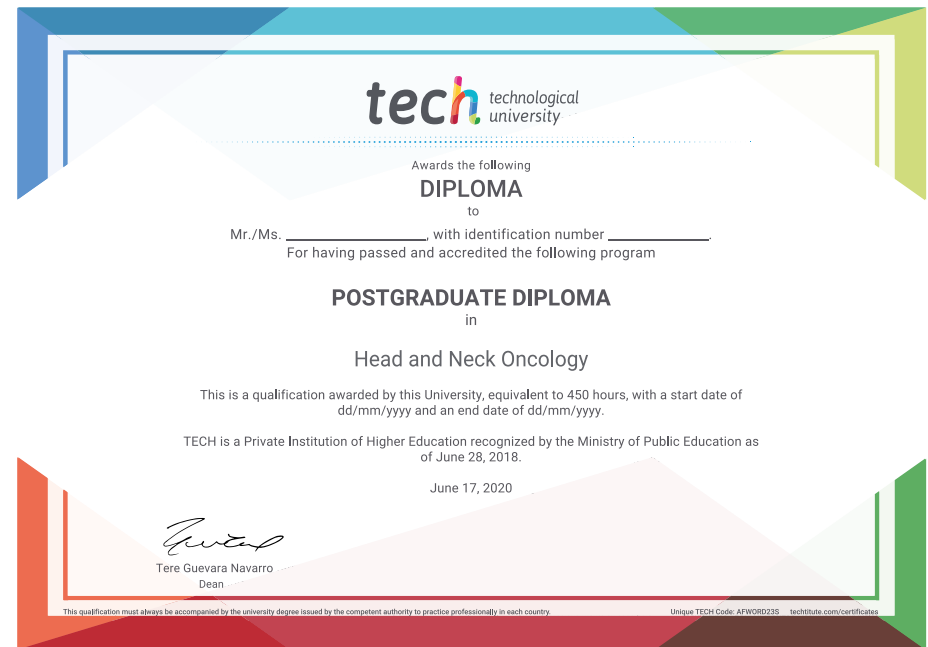 tech technological
university
Awards the following
DIPLOMA
to
Mr./Ms. ____________________, with identification number ______________.
For having passed and accredited the following program
POSTGRADUATE DIPLOMA
in
Head and Neck Oncology
This is a qualification awarded by this University, equivalent to 450 hours, with a start date of
dd/mm/yyyy and an end date of dd/mm/yyyy.
TECH is a Private Institution of Higher Education recognized by the Ministry of Public Education as
of June 28, 2018.
June 17, 2020
Tere Guevara Navarro
Dean
This qualification must always be accompanied by the university degree issued by the competent authority to practice professionally in each country.
Unique TECH Code: AFWORD23S techtitute.com/certificates